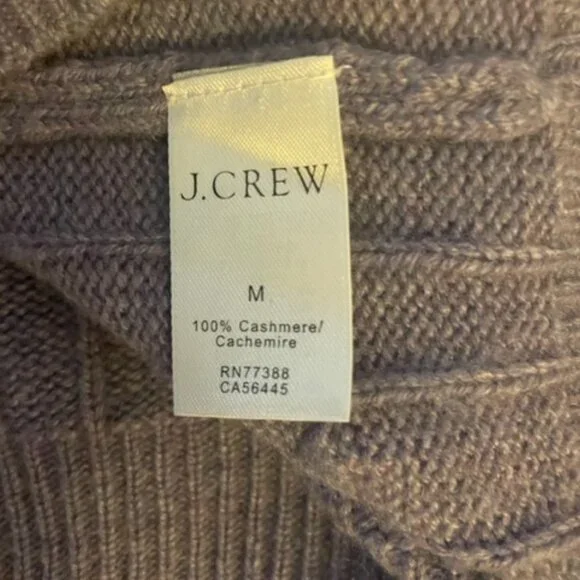 J.CREW
M
100% Cashmere/
Cachemire
RN77388
CA56445